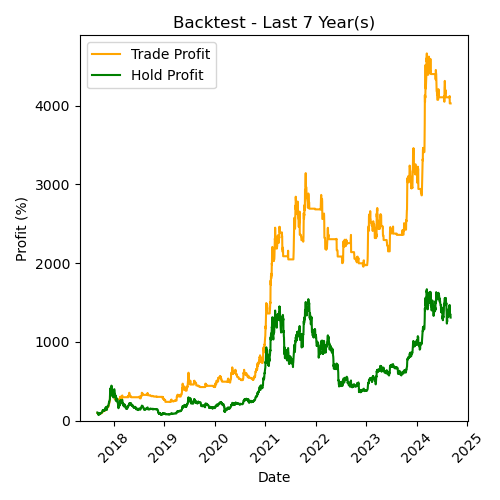 Backtest - Last 7 Year(s)
Trade Profit
Hold Profit
Profit (%)
4000
3000
2000
1000
0
2018 2019 2020 2021 2022 2023 2024 2025
Date